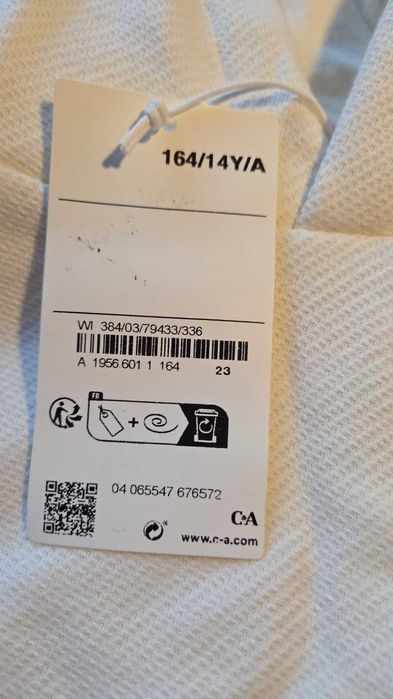 164/14Y/A
WI 384/03/79433/336
A 1956 601 1 164 23
FR
+
04 065547 676572
C&A
www.c-a.com